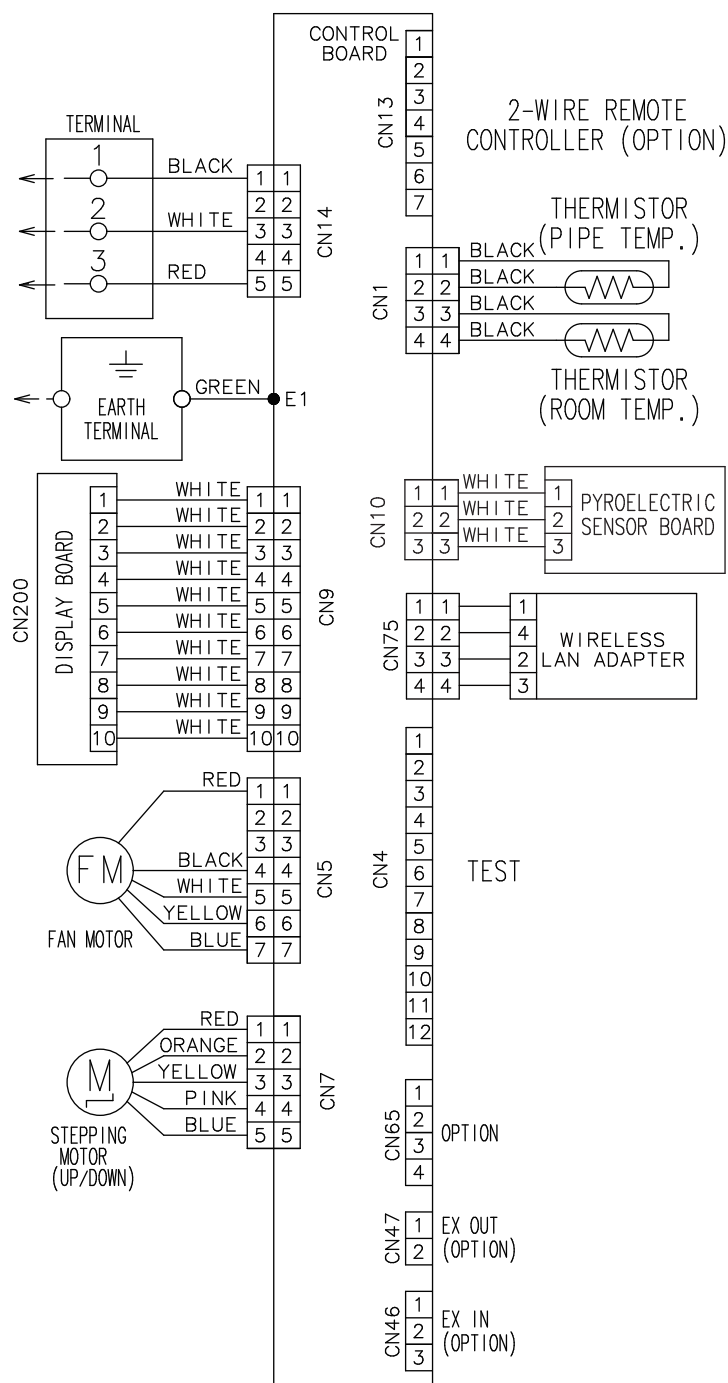 CONTROL
BOARD
CN13
1
2
3
4
5
6
7
2-WIRE REMOTE
CONTROLLER (OPTION)
TERMINAL
1 BLACK 1 1
2 2
2 WHITE 3 3
4 4
3 RED 5 5
CN14
THERMISTOR
(PIPE TEMP.)
CN1
1 1 BLACK
2 2 BLACK
3 3 BLACK
4 4 BLACK
THERMISTOR
(ROOM TEMP.)
EARTH
TERMINAL
GREEN E1
CN200
DISPLAY BOARD
1 WHITE 1 1
2 WHITE 2 2
3 WHITE 3 3
4 WHITE 4 4
5 WHITE 5 5
6 WHITE 6 6
7 WHITE 7 7
8 WHITE 8 8
9 WHITE 9 9
10 WHITE 10 10
CN9
CN10
1 1 WHITE 1
2 2 WHITE 2
3 3 WHITE 3
PYROELECTRIC
SENSOR BOARD
CN75
1 1 1
2 2 4
3 3 2
4 4 3
WIRELESS
LAN ADAPTER
FM
FAN MOTOR
RED 1 1
2 2
3 3
BLACK 4 4
WHITE 5 5
YELLOW 6 6
BLUE 7 7
CN5
CN4
1
2
3
4
5
6
7
8
9
10
11
12
TEST
M
STEPPING
MOTOR
(UP/DOWN)
RED 1 1
ORANGE 2 2
YELLOW 3 3
PINK 4 4
BLUE 5 5
CN7
CN65
1
2
3
4
OPTION
CN47
1
2
EX OUT
(OPTION)
CN46
1
2
3
EX IN
(OPTION)